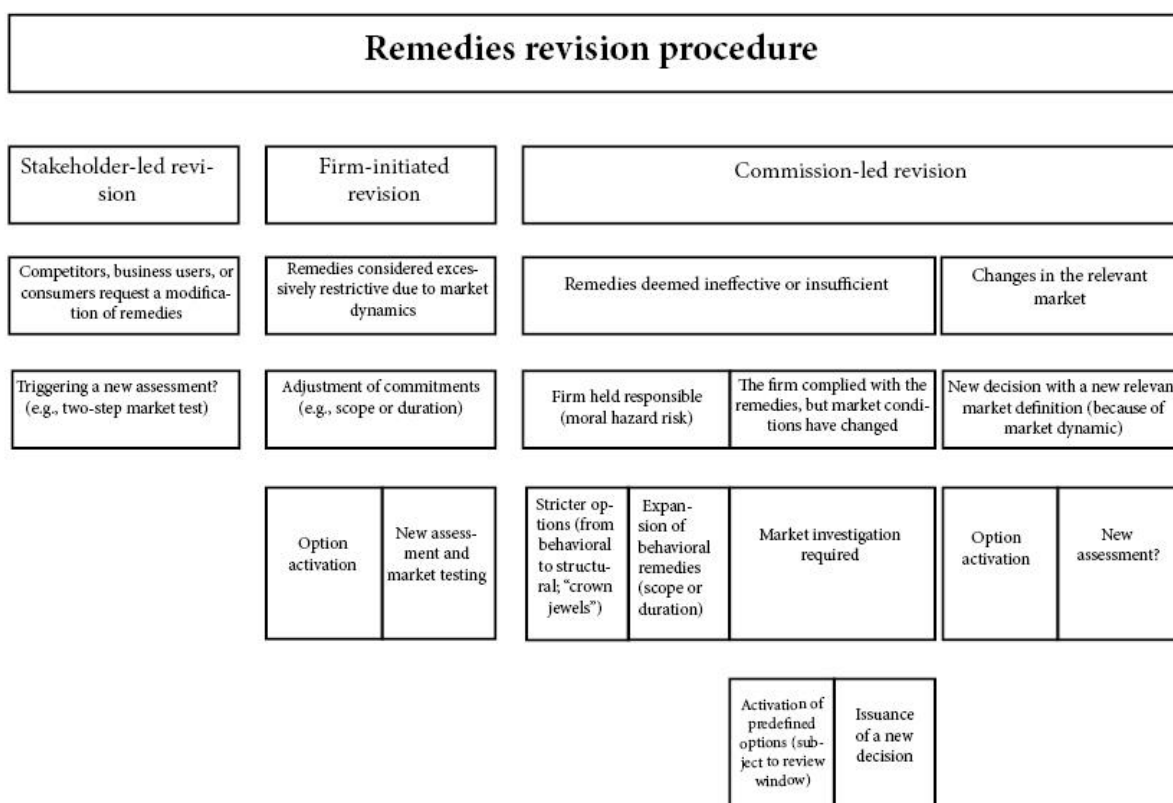 Remedies revision procedure
Stakeholder-led revi-
sion
Firm-initiated
revision
Commission-led revision
Competitors, business users, or
consumers request a modifica-
tion of remedies
Remedies considered exces-
sively restrictive due to market
dynamics
Remedies deemed ineffective or insufficient
Changes in the relevant
market
Triggering a new assessment?
(e.g., two-step market test)
Adjustment of commitments
(e.g., scope or duration)
Firm held responsible
(moral hazard risk)
The firm complied with the
remedies, but market condi-
tions have changed
New decision with a new relevant
market definition (because of
market dynamic)
Option
activation
New assess-
ment and
market testing
Stricter op-
tions (from
behavioral
to structu-
ral; “crown
jewels”)
Expan-
sion of
behavioral
remedies
(scope or
duration)
Market investigation
required
Option
activation
New
assessment?
Activation of
predefined
options (sub-
ject to review
window)
Issuance
of a new
decision